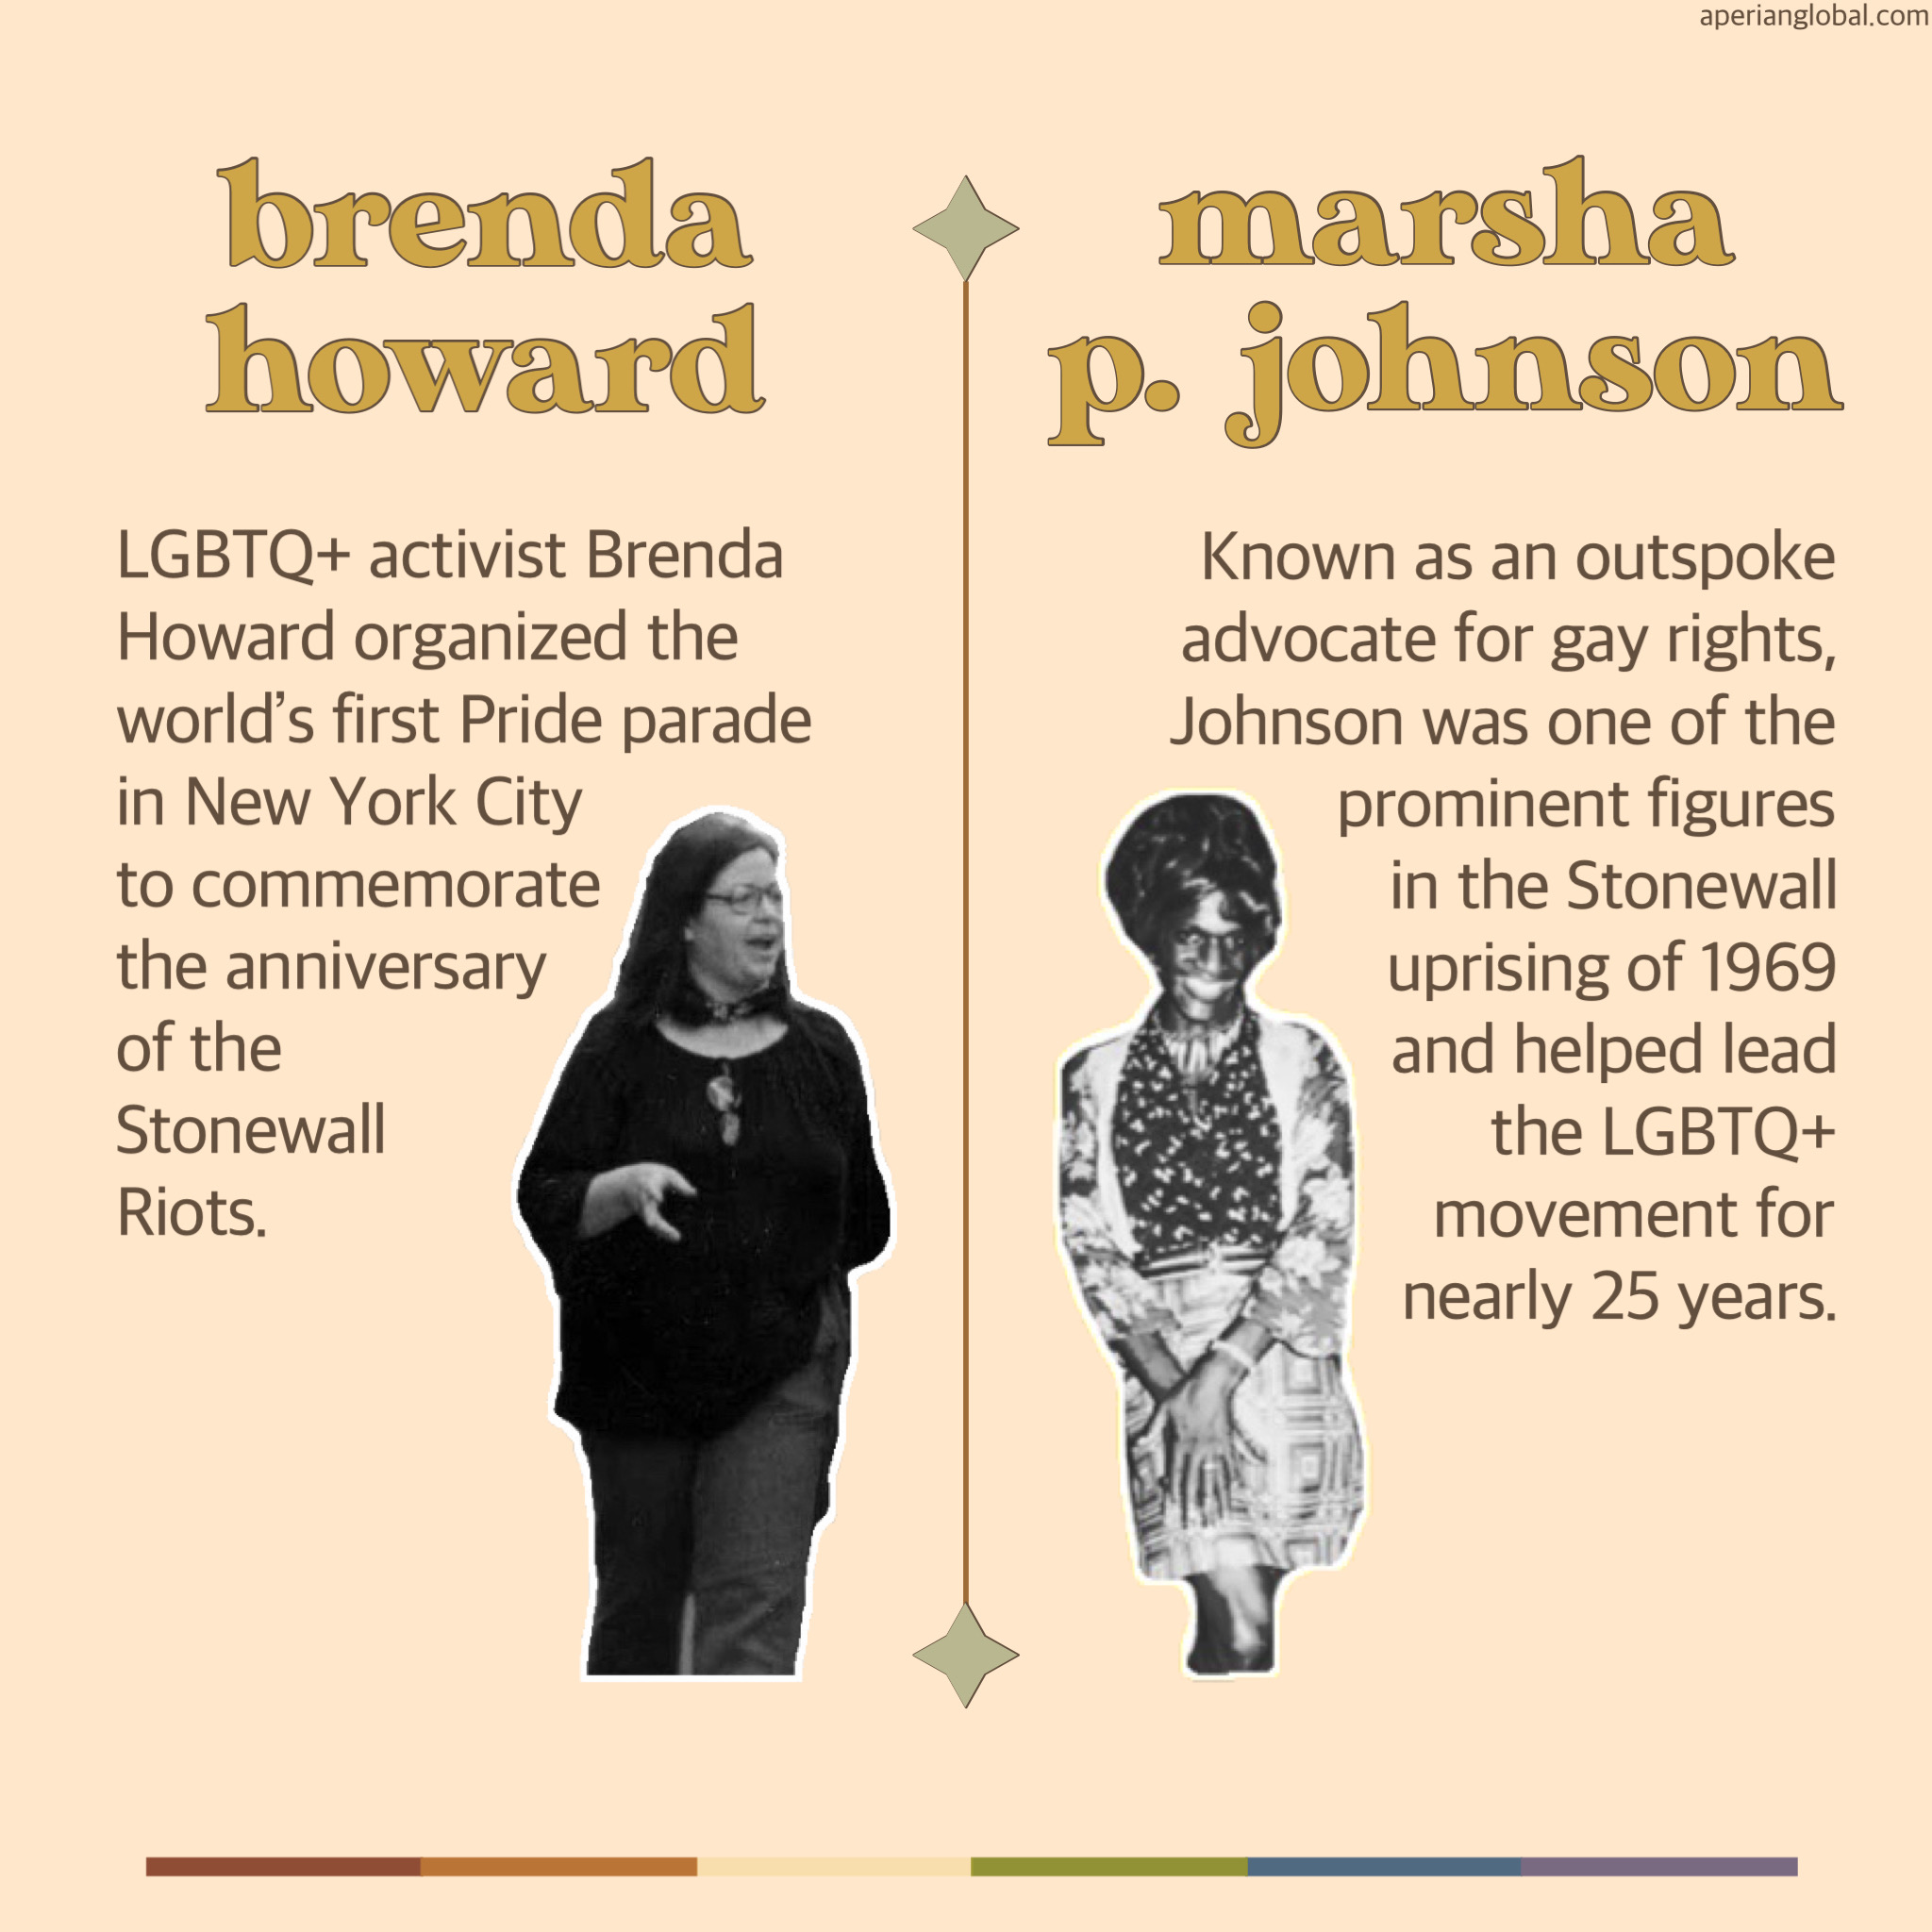 aperianglobal.com
brenda
howard
LGBTQ+ activist Brenda
Howard organized the
world’s first Pride parade
in New York City
to commemorate
the anniversary
of the
Stonewall
Riots.
marsha
p. johnson
Known as an outspoke
advocate for gay rights,
Johnson was one of the
prominent figures
in the Stonewall
uprising of 1969
and helped lead
the LGBTQ+
movement for
nearly 25 years.